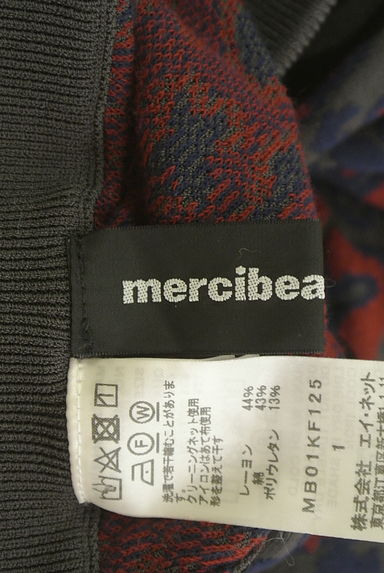 mercibea
洗濯で若干縮むことがありま
す。
クリーニングネット使用
アイロンはあて布使用
形を整えて干す
レーヨン 44%
綿 43%
ポリウレタン 13%
MB01KF125
1
株式会社 エイ・ネット